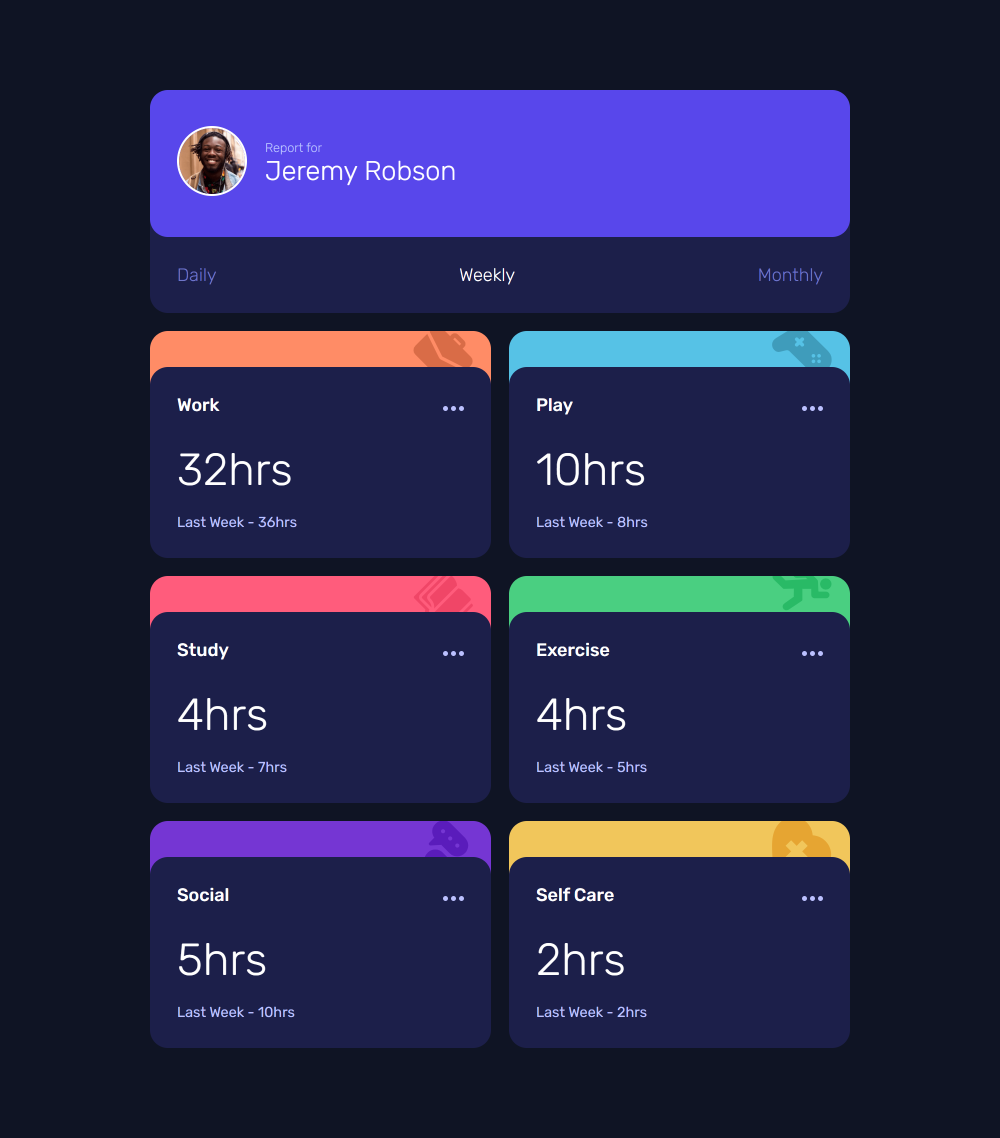 Report for
Jeremy Robson
Daily Weekly Monthly
Work
32hrs
Last Week - 36hrs
Play
10hrs
Last Week - 8hrs
Study
4hrs
Last Week - 7hrs
Exercise
4hrs
Last Week - 5hrs
Social
5hrs
Last Week - 10hrs
Self Care
2hrs
Last Week - 2hrs